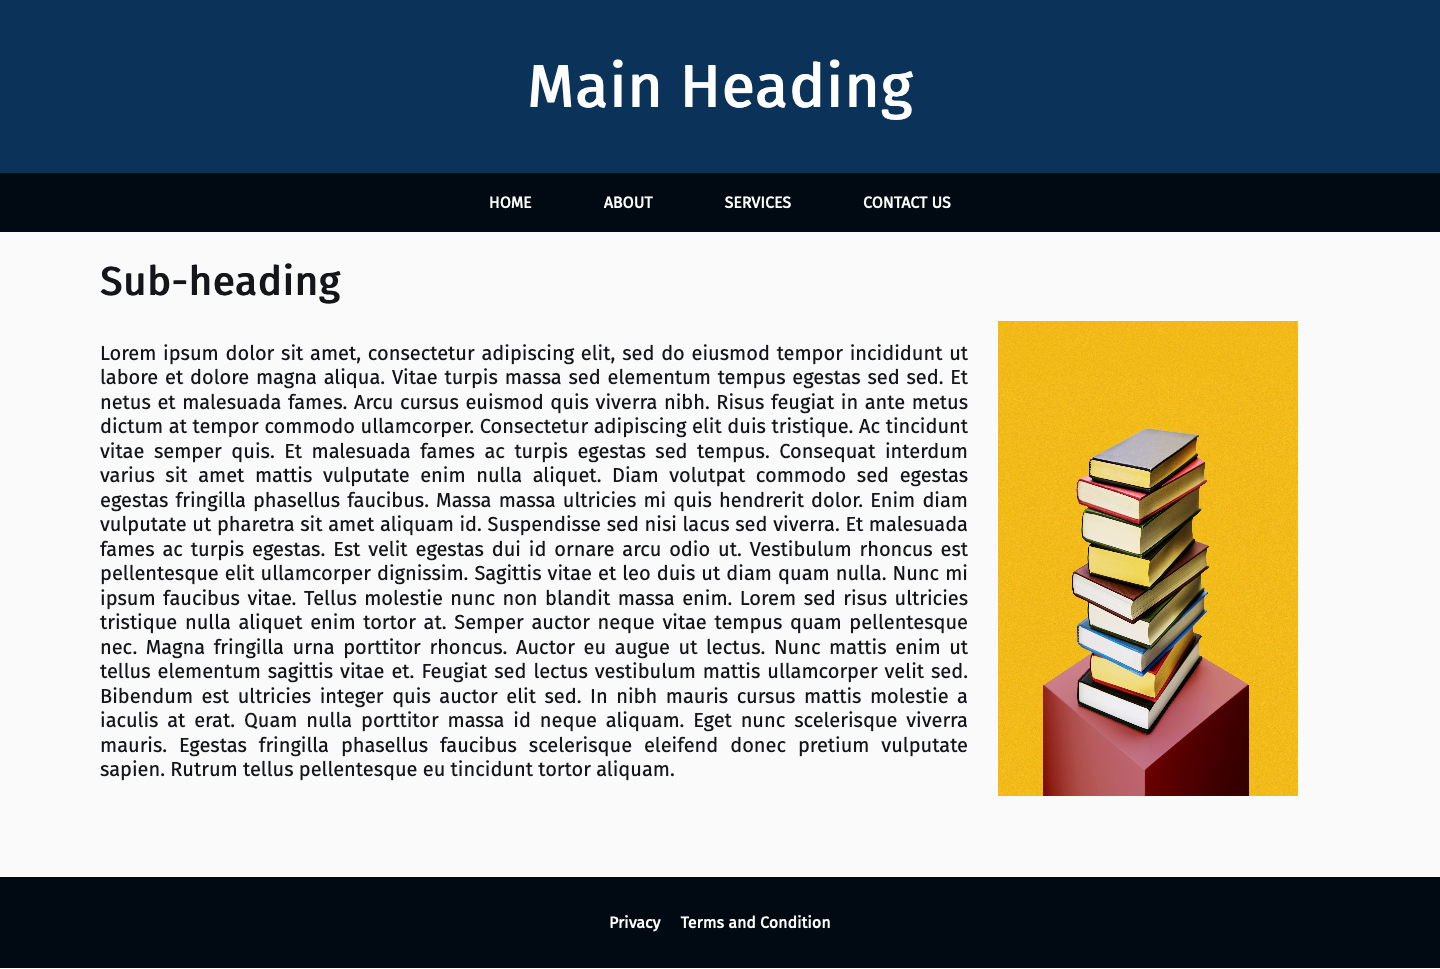 Main Heading
HOME ABOUT SERVICES CONTACT US
Sub-heading
Lorem ipsum dolor sit amet, consectetur adipiscing elit, sed do eiusmod tempor incididunt ut
labore et dolore magna aliqua. Vitae turpis massa sed elementum tempus egestas sed sed. Et
netus et malesuada fames. Arcu cursus euismod quis viverra nibh. Risus feugiat in ante metus
dictum at tempor commodo ullamcorper. Consectetur adipiscing elit duis tristique. Ac tincidunt
vitae semper quis. Et malesuada fames ac turpis egestas sed tempus. Consequat interdum
varius sit amet mattis vulputate enim nulla aliquet. Diam volutpat commodo sed egestas
egestas fringilla phasellus faucibus. Massa massa ultricies mi quis hendrerit dolor. Enim diam
vulputate ut pharetra sit amet aliquam id. Suspendisse sed nisi lacus sed viverra. Et malesuada
fames ac turpis egestas. Est velit egestas dui id ornare arcu odio ut. Vestibulum rhoncus est
pellentesque elit ullamcorper dignissim. Sagittis vitae et leo duis ut diam quam nulla. Nunc mi
ipsum faucibus vitae. Tellus molestie nunc non blandit massa enim. Lorem sed risus ultricies
tristique nulla aliquet enim tortor at. Semper auctor neque vitae tempus quam pellentesque
nec. Magna fringilla urna porttitor rhoncus. Auctor eu augue ut lectus. Nunc mattis enim ut
tellus elementum sagittis vitae et. Feugiat sed lectus vestibulum mattis ullamcorper velit sed.
Bibendum est ultricies integer quis auctor elit sed. In nibh mauris cursus mattis molestie a
iaculis at erat. Quam nulla porttitor massa id neque aliquam. Eget nunc scelerisque viverra
mauris. Egestas fringilla phasellus faucibus scelerisque eleifend donec pretium vulputate
sapien. Rutrum tellus pellentesque eu tincidunt tortor aliquam.
Privacy Terms and Condition